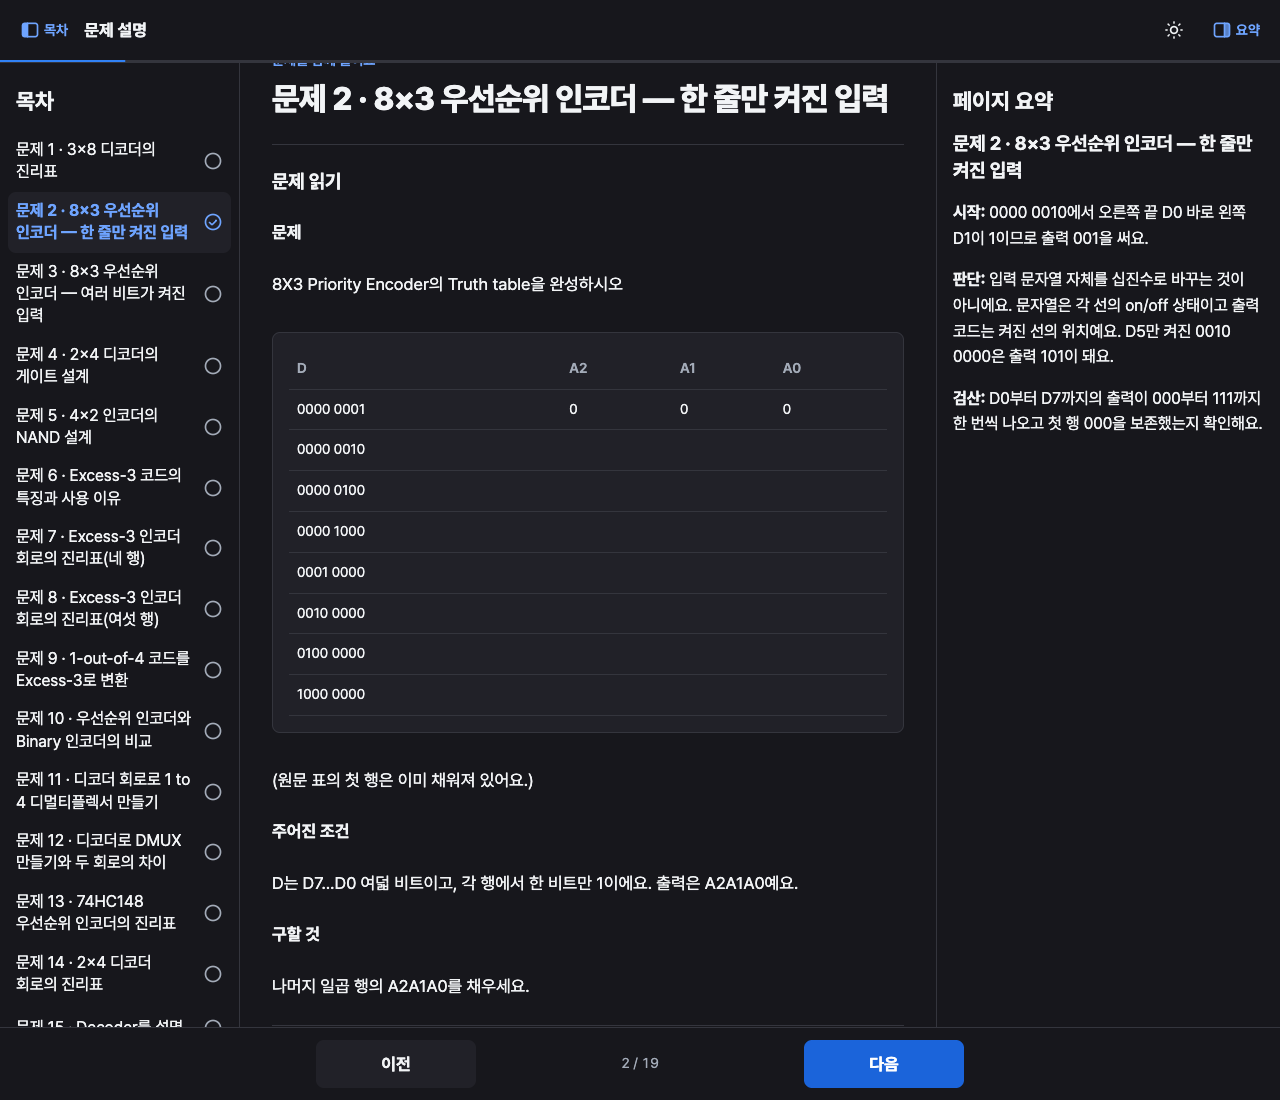 목차
문제 설명
요약
목차
문제 1 · 3×8 디코더의
진리표
문제 2 · 8×3 우선순위
인코더 — 한 줄만 켜진 입력
문제 3 · 8×3 우선순위
인코더 — 여러 비트가 켜진
입력
문제 4 · 2×4 디코더의
게이트 설계
문제 5 · 4×2 인코더의
NAND 설계
문제 6 · Excess-3 코드의
특징과 사용 이유
문제 7 · Excess-3 인코더
회로의 진리표(네 행)
문제 8 · Excess-3 인코더
회로의 진리표(여섯 행)
문제 9 · 1-out-of-4 코드를
Excess-3로 변환
문제 10 · 우선순위 인코더와
Binary 인코더의 비교
문제 11 · 디코더 회로로 1 to
4 디멀티플렉서 만들기
문제 12 · 디코더로 DMUX
만들기와 두 회로의 차이
문제 13 · 74HC148
우선순위 인코더의 진리표
문제 14 · 2×4 디코더
회로의 진리표
문제 15 · Decoder를 설명
문제 2 · 8×3 우선순위 인코더 — 한 줄만 켜진 입력
문제 읽기
문제
8X3 Priority Encoder의 Truth table을 완성하시오
D A2 A1 A0
0000 0001 0 0 0
0000 0010
0000 0100
0000 1000
0001 0000
0010 0000
0100 0000
1000 0000
(원문 표의 첫 행은 이미 채워져 있어요.)
주어진 조건
D는 D7…D0 여덟 비트이고, 각 행에서 한 비트만 1이에요. 출력은 A2A1A0예요.
구할 것
나머지 일곱 행의 A2A1A0를 채우세요.
페이지 요약
문제 2 · 8×3 우선순위 인코더 — 한 줄만
켜진 입력
시작: 0000 0010에서 오른쪽 끝 D0 바로 왼쪽
D1이 1이므로 출력 001을 써요.
판단: 입력 문자열 자체를 십진수로 바꾸는 것이
아니에요. 문자열은 각 선의 on/off 상태이고 출력
코드는 켜진 선의 위치예요. D5만 켜진 0010
0000은 출력 101이 돼요.
검산: D0부터 D7까지의 출력이 000부터 111까지
한 번씩 나오고 첫 행 000을 보존했는지 확인해요.
이전
2 / 19
다음